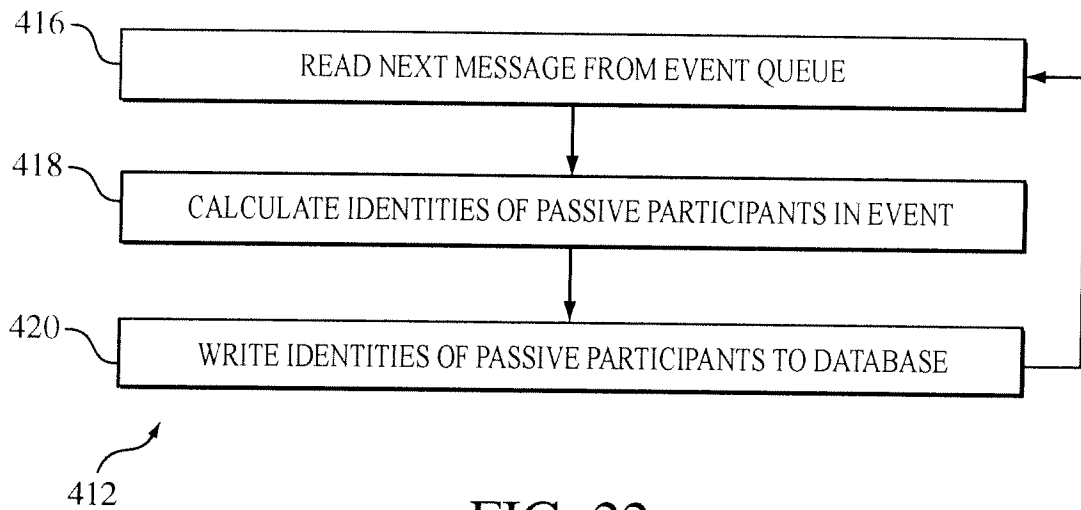 416
READ NEXT MESSAGE FROM EVENT QUEUE
418
CALCULATE IDENTITIES OF PASSIVE PARTICIPANTS IN EVENT
420
WRITE IDENTITIES OF PASSIVE PARTICIPANTS TO DATABASE
412